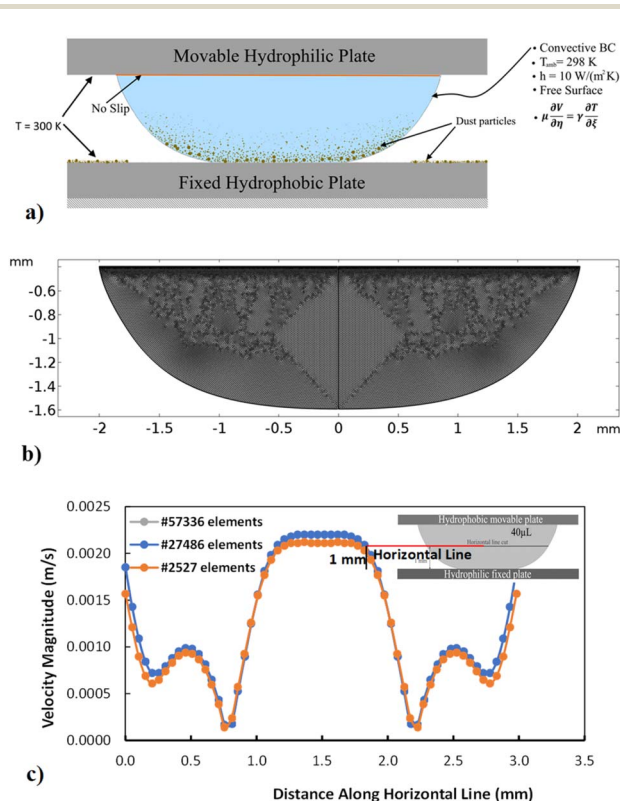 Movable Hydrophilic Plate
No Slip
T = 300 K
Dust particles
Fixed Hydrophobic Plate
• Convective BC
• Tamb= 298 K
• h = 10 W/(m²K)
• Free Surface
• μ ∂V/∂η = γ ∂T/∂ξ
a)
mm
-0.6
-0.8
-1
-1.2
-1.4
-1.6
-2
-1.5
-1
-0.5
0
0.5
1
1.5
2
mm
b)
0.0025
0.0020
0.0015
0.0010
0.0005
0.0000
Velocity Magnitude (m/s)
#57336 elements
#27486 elements
#2527 elements
1 mm
Horizontal Line
Hydrophobic movable plate
40μL
Horizontal line cut
Hydrophilic fixed plate
0.0
0.5
1.0
1.5
2.0
2.5
3.0
3.5
Distance Along Horizontal Line (mm)
c)